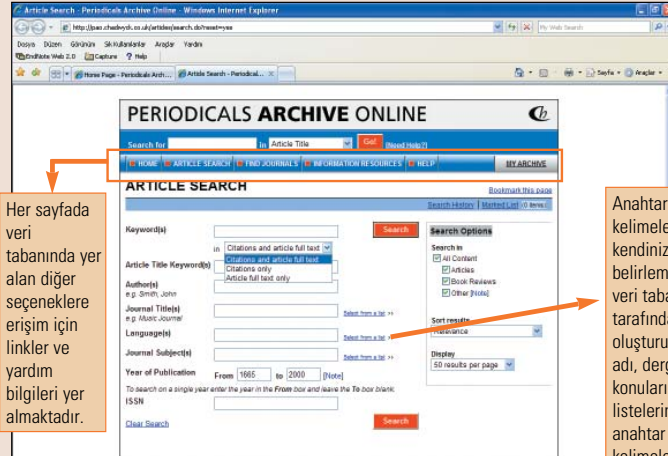 Article Search - Periodicals Archive Online - Windows Internet Explorer
http://pao.chadwyck.co.uk/articles/search.do?reset=yes
My Web Search
Dosya Düzen Görünüm Sık Kullanılanlar Araçlar Yardım
EndNote Web 2.0 Capture Help
Home Page - Periodicals Arch...
Article Search - Periodical...
Sayfa Araçlar
PERIODICALS ARCHIVE ONLINE
Search for in Article Title Go! [Need Help?]
HOME ARTICLE SEARCH FIND JOURNALS INFORMATION RESOURCES HELP MY ARCHIVE
ARTICLE SEARCH
Bookmark this page
Search History | Marked List (0 items)
Keyword(s) Search
in Citations and article full text
Citations and article full text
Citations only
Article full text only
Article Title Keyword(s)
Author(s)
e.g. Smith, John
Journal Title(s)
e.g. Music Journal
Select from a list >>
Language(s)
Select from a list >>
Journal Subject(s)
Select from a list >>
Year of Publication From 1665 to 2000 [Note]
To search on a single year enter the year in the From box and leave the To box blank.
ISSN
Clear Search Search
Search Options
Search in
All Content
Articles
Book Reviews
Other [Note]
Sort results
Relevance
Display
50 results per page
Her sayfada
veri
tabanında yer
alan diğer
seçeneklere
erişim için
linkler ve
yardım
bilgileri yer
almaktadır.
Anahtar
kelimele
kendiniz
belirlem
veri taba
tarafında
oluşturu
adı, derg
konuları
listelerin
anahtar
kelimele